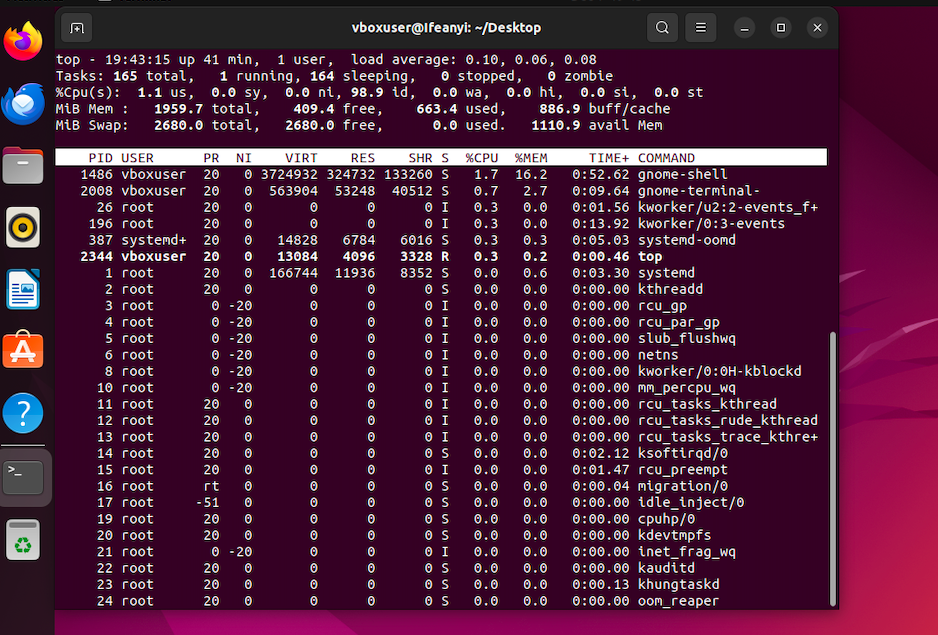 vboxuser@Ifeanyi: ~/Desktop
top - 19:43:15 up 41 min,  1 user,  load average: 0.10, 0.06, 0.08
Tasks: 165 total,   1 running, 164 sleeping,   0 stopped,   0 zombie
%Cpu(s):  1.1 us,  0.0 sy,  0.0 ni, 98.9 id,  0.0 wa,  0.0 hi,  0.0 si,  0.0 st
MiB Mem :   1959.7 total,    409.4 free,    663.4 used,    886.9 buff/cache
MiB Swap:   2680.0 total,   2680.0 free,      0.0 used.   1110.9 avail Mem
PID USER      PR  NI    VIRT    RES    SHR S  %CPU  %MEM     TIME+ COMMAND
1486 vboxuser  20   0 3724932 324732 133260 S   1.7  16.2   0:52.62 gnome-shell
2008 vboxuser  20   0  563904  53248  40512 S   0.7   2.7   0:09.64 gnome-terminal-
26 root      20   0       0      0      0 I   0.3   0.0   0:01.56 kworker/u2:2-events_f+
196 root      20   0       0      0      0 I   0.3   0.0   0:13.92 kworker/0:3-events
387 systemd+  20   0   14828   6784   6016 S   0.3   0.3   0:05.03 systemd-oomd
2344 vboxuser  20   0   13084   4096   3328 R   0.3   0.2   0:00.46 top
1 root      20   0  166744  11936   8352 S   0.0   0.6   0:03.30 systemd
2 root      20   0       0      0      0 S   0.0   0.0   0:00.00 kthreadd
3 root       0 -20       0      0      0 I   0.0   0.0   0:00.00 rcu_gp
4 root       0 -20       0      0      0 I   0.0   0.0   0:00.00 rcu_par_gp
5 root       0 -20       0      0      0 I   0.0   0.0   0:00.00 slub_flushwq
6 root       0 -20       0      0      0 I   0.0   0.0   0:00.00 netns
8 root       0 -20       0      0      0 I   0.0   0.0   0:00.00 kworker/0:0H-kblockd
10 root       0 -20       0      0      0 I   0.0   0.0   0:00.00 mm_percpu_wq
11 root      20   0       0      0      0 I   0.0   0.0   0:00.00 rcu_tasks_kthread
12 root      20   0       0      0      0 I   0.0   0.0   0:00.00 rcu_tasks_rude_kthread
13 root      20   0       0      0      0 I   0.0   0.0   0:00.00 rcu_tasks_trace_kthre+
14 root      20   0       0      0      0 S   0.0   0.0   0:02.12 ksoftirqd/0
15 root      20   0       0      0      0 I   0.0   0.0   0:01.47 rcu_preempt
16 root      rt   0       0      0      0 S   0.0   0.0   0:00.04 migration/0
17 root     -51   0       0      0      0 S   0.0   0.0   0:00.00 idle_inject/0
19 root      20   0       0      0      0 S   0.0   0.0   0:00.00 cpuhp/0
20 root      20   0       0      0      0 S   0.0   0.0   0:00.00 kdevtmpfs
21 root       0 -20       0      0      0 I   0.0   0.0   0:00.00 inet_frag_wq
22 root      20   0       0      0      0 S   0.0   0.0   0:00.00 kauditd
23 root      20   0       0      0      0 S   0.0   0.0   0:00.13 khungtaskd
24 root      20   0       0      0      0 S   0.0   0.0   0:00.00 oom_reaper